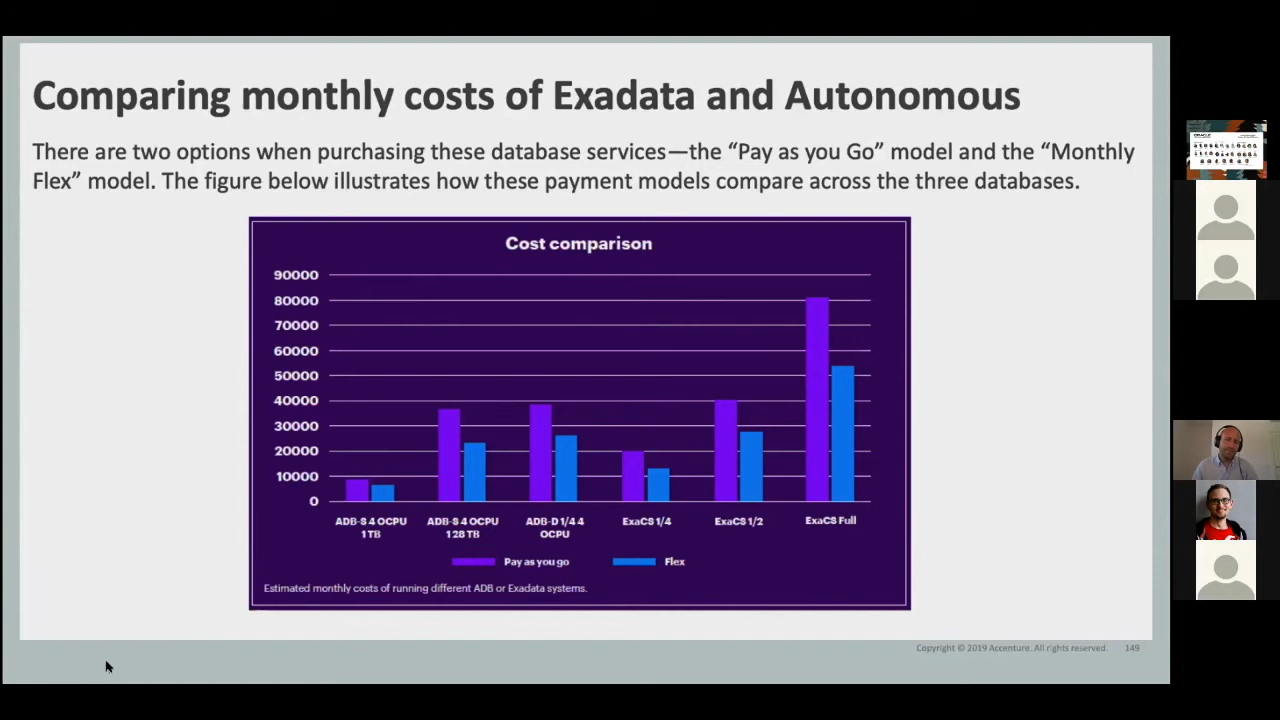 Comparing monthly costs of Exadata and Autonomous
There are two options when purchasing these database services—the “Pay as you Go” model and the “Monthly
Flex” model. The figure below illustrates how these payment models compare across the three databases.
Cost comparison
90000
80000
70000
60000
50000
40000
30000
20000
10000
0
ADB-S 4 OCPU
1 TB
ADB-S 4 OCPU
128 TB
ADB-D 1/4 4
OCPU
ExaCS 1/4
ExaCS 1/2
ExaCS Full
Pay as you go
Flex
Estimated monthly costs of running different ADB or Exadata systems.
Copyright © 2019 Accenture. All rights reserved. 149
ORACLE